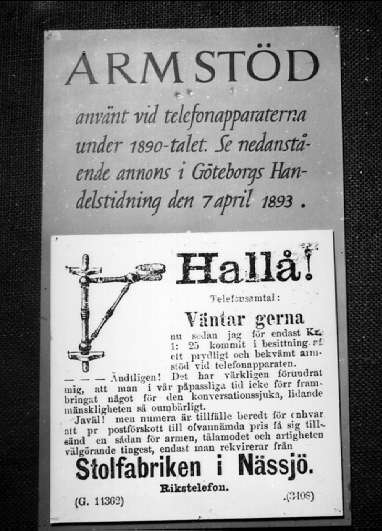 ARMSTÖD
använt vid telefonapparaterna
under 1890-talet. Se nedanstå-
ende annons i Göteborgs Han-
delstidning den 7 april 1893.
Hallå!
Telefonsamtal:
Väntar gerna
nu sedan jag för endast Kr.
1: 25 kommit i besittning af
ett prydligt och bekvämt arm-
stöd vid telefonapparaten.
— — — Ändtligen! Det har värkligen förundrat
mig, att man i vår påpassliga tid icke förr fram-
bringat något för den konversationssjuka, lidande
mänskligheten så oumbärligt.
Javäl! men numera är tillfälle beredt för enhvar
att pr postförskott till ofvannämda pris få sig till-
sänd en sådan för armen, tålamodet och artigheten
välgörande tingest, endast man rekvirerar från
Stolfabriken i Nässjö.
Rikstelefon.
(G. 14362) (3408)